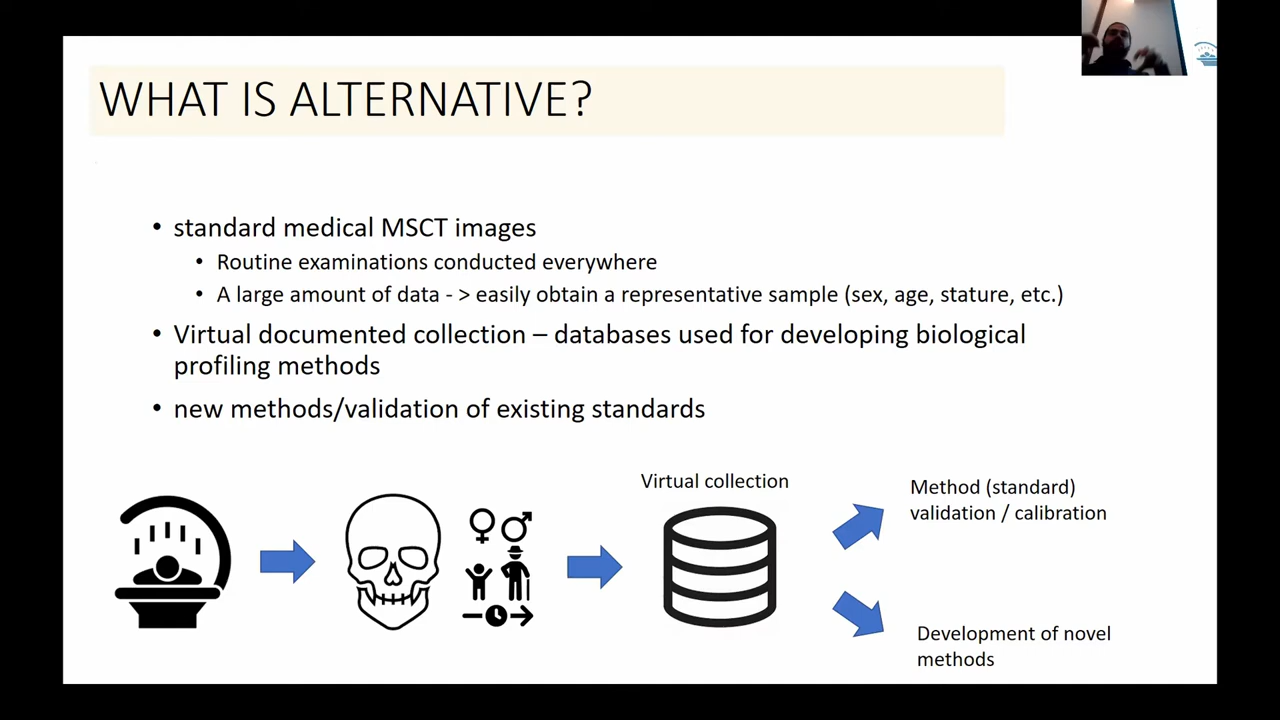 WHAT IS ALTERNATIVE?
• standard medical MSCT images
• Routine examinations conducted everywhere
• A large amount of data - > easily obtain a representative sample (sex, age, stature, etc.)
• Virtual documented collection – databases used for developing biological
profiling methods
• new methods/validation of existing standards
Virtual collection
Method (standard)
validation / calibration
Development of novel
methods